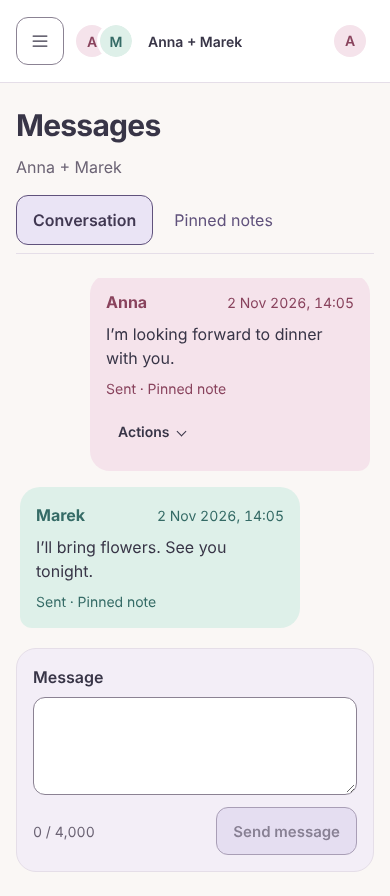 A M Anna + Marek A
Messages
Anna + Marek
Conversation Pinned notes
Anna 2 Nov 2026, 14:05
I’m looking forward to dinner
with you.
Sent · Pinned note
Actions
Marek 2 Nov 2026, 14:05
I’ll bring flowers. See you
tonight.
Sent · Pinned note
Message
0 / 4,000 Send message